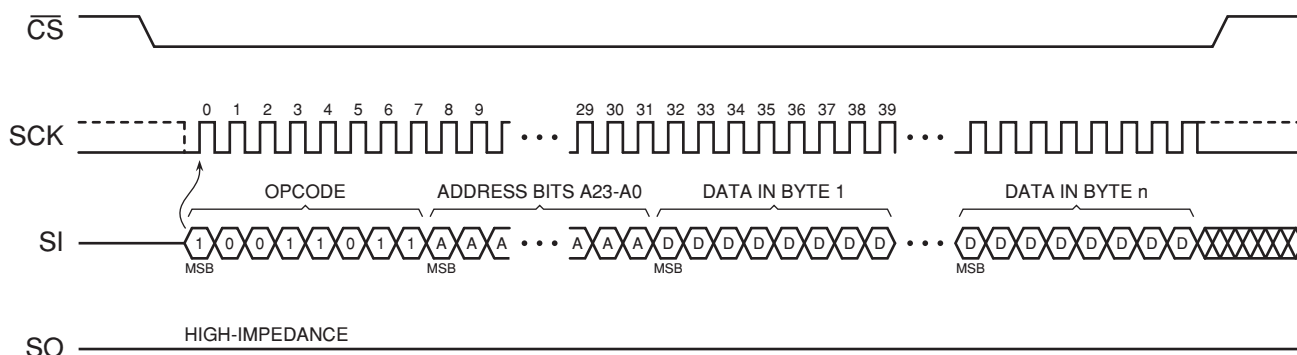 CS
0 1 2 3 4 5 6 7 8 9 29 30 31 32 33 34 35 36 37 38 39
SCK
OPCODE ADDRESS BITS A23-A0 DATA IN BYTE 1 DATA IN BYTE n
SI 1 0 0 1 1 0 1 1 A A A A A A D D D D D D D D D D D D D D D D
MSB MSB MSB MSB
HIGH-IMPEDANCE
SO